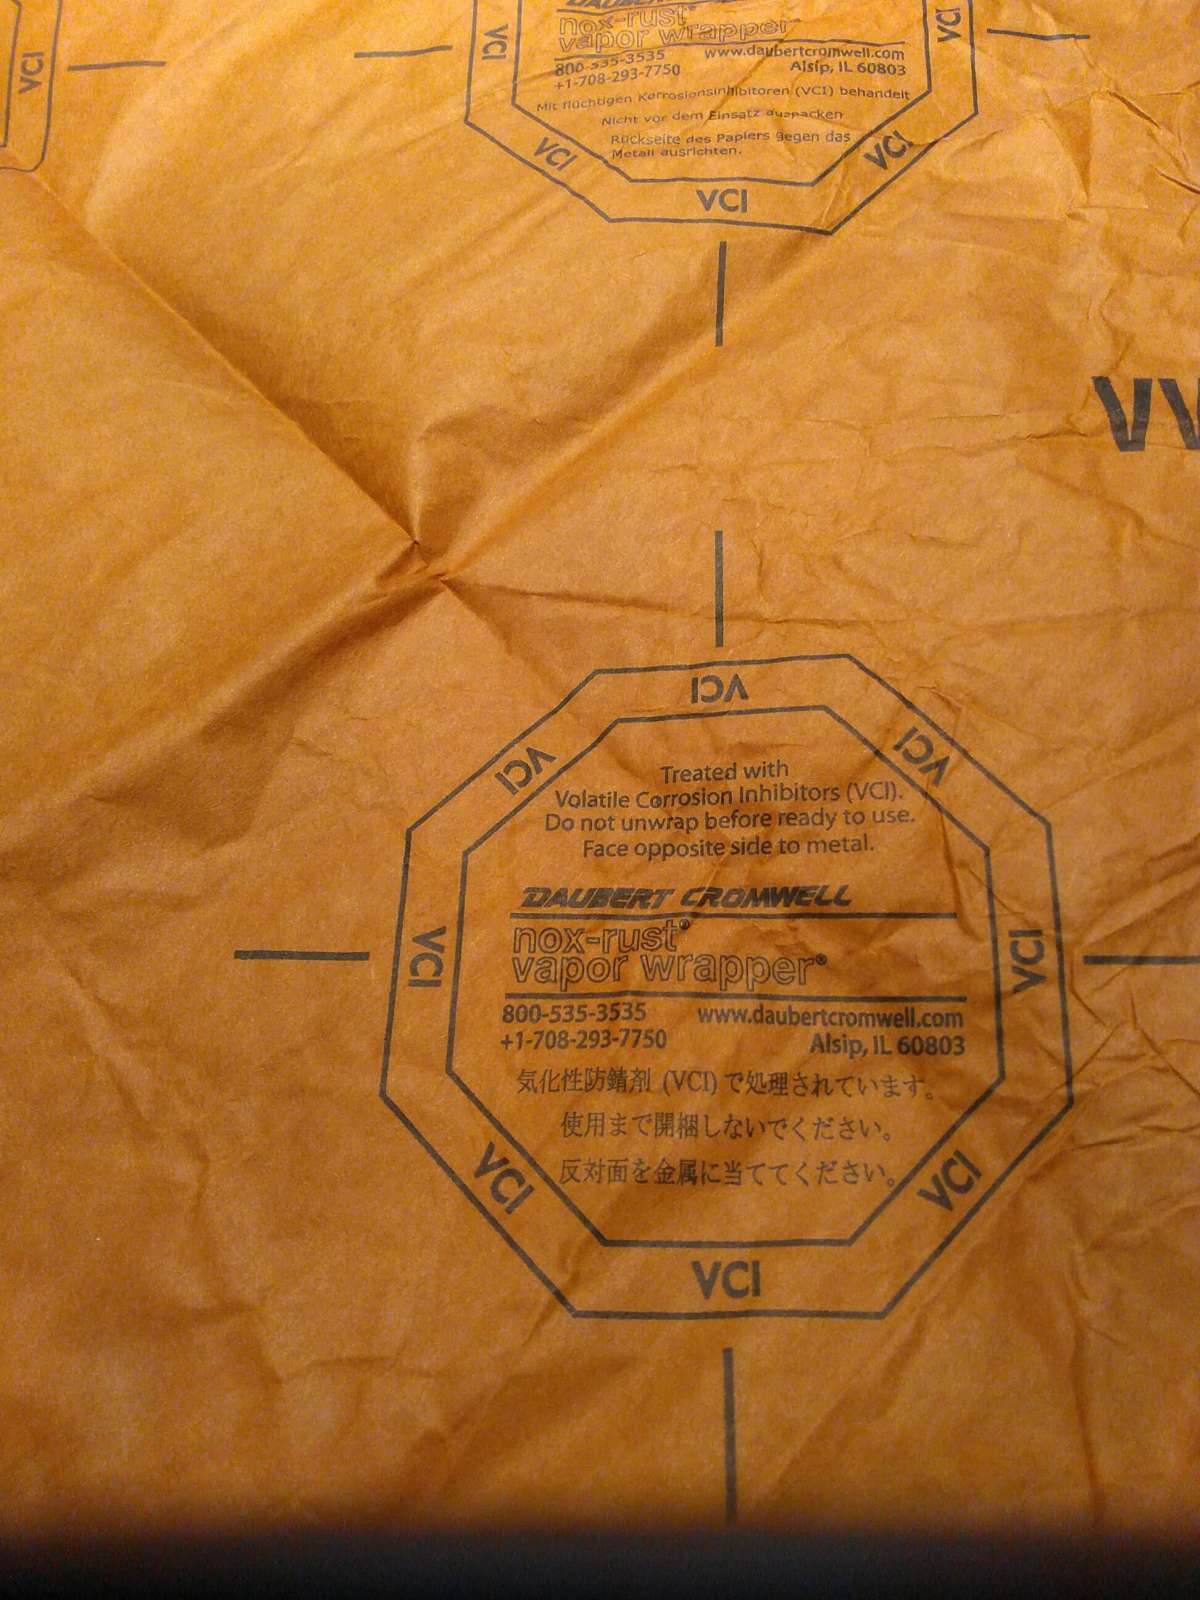 VCI
DAUBERT CROMWELL
nox-rust®
vapor wrapper®
800-535-3535 www.daubertcromwell.com
+1-708-293-7750 Alsip, IL 60803
Mit flüchtigen Korrosionsinhibitoren (VCI) behandelt
Nicht vor dem Einsatz auspacken
Rückseite des Papiers gegen das
Metall ausrichten.
VCI
VCI
VCI
VCI
VCI
VCI
VCI
VCI
Treated with
Volatile Corrosion Inhibitors (VCI).
Do not unwrap before ready to use.
Face opposite side to metal.
DAUBERT CROMWELL
nox-rust®
vapor wrapper®
800-535-3535 www.daubertcromwell.com
+1-708-293-7750 Alsip, IL 60803
気化性防錆剤 (VCI) で処理されています。
使用まで開梱しないでください。
反対面を金属に当ててください。
VCI
VCI
VCI
VCI
VCI